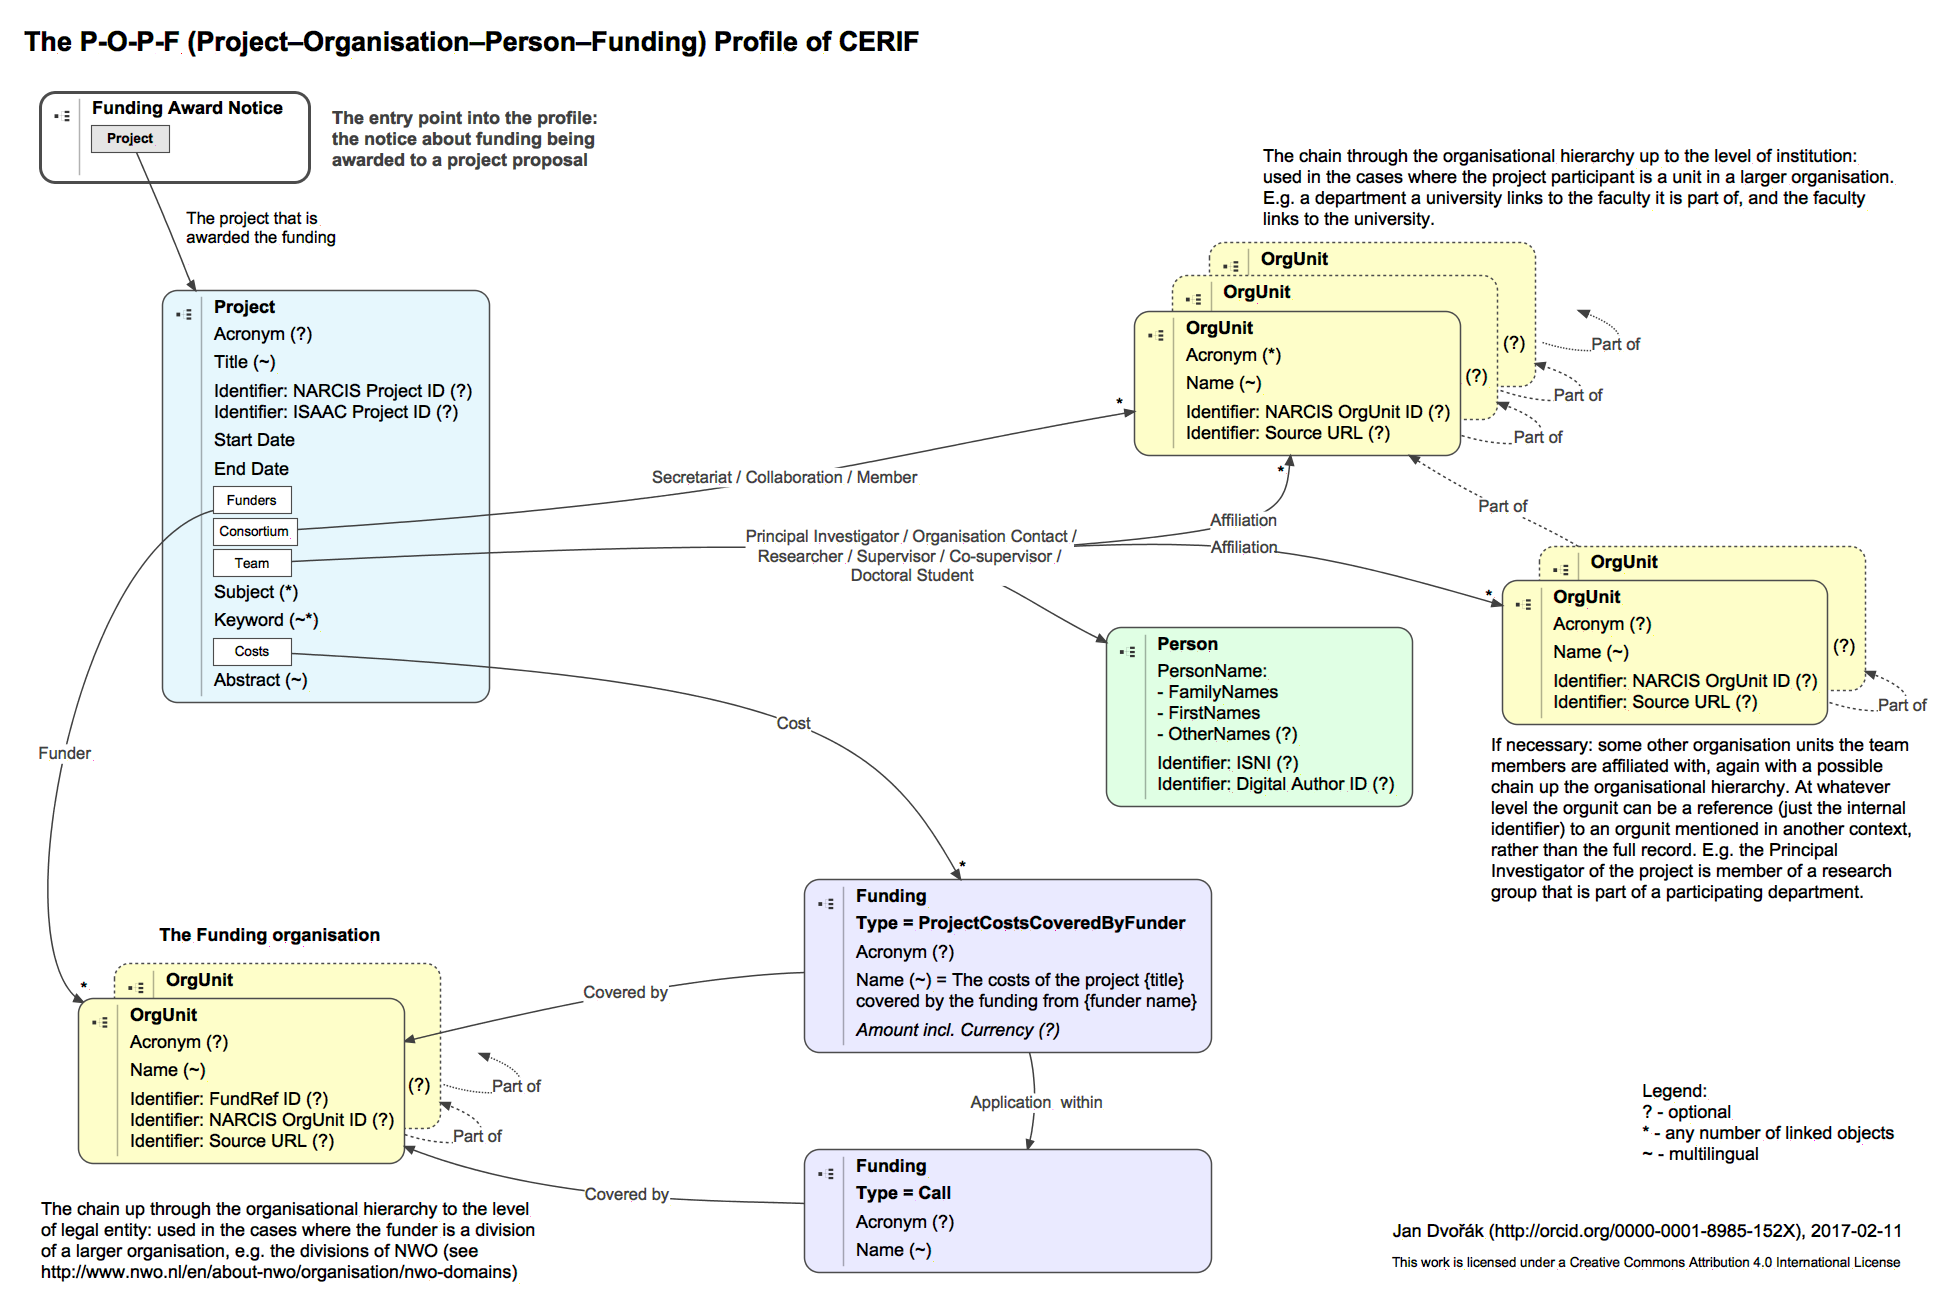 The P-O-P-F (Project–Organisation–Person–Funding) Profile of CERIF
Funding Award Notice
Project
The entry point into the profile:
the notice about funding being
awarded to a project proposal
The project that is
awarded the funding
Project
Acronym (?)
Title (~)
Identifier: NARCIS Project ID (?)
Identifier: ISAAC Project ID (?)
Start Date
End Date
Funders
Consortium
Team
Subject (*)
Keyword (~*)
Costs
Abstract (~)
The chain through the organisational hierarchy up to the level of institution:
used in the cases where the project participant is a unit in a larger organisation.
E.g. a department a university links to the faculty it is part of, and the faculty
links to the university.
OrgUnit
(?)
Part of
OrgUnit
(?)
Part of
OrgUnit
Acronym (*)
Name (~)
Identifier: NARCIS OrgUnit ID (?)
Identifier: Source URL (?)
Part of
*
Secretariat / Collaboration / Member
*
Principal Investigator / Organisation Contact /
Researcher / Supervisor / Co-supervisor /
Doctoral Student
Affiliation
Affiliation
Part of
*
OrgUnit
(?)
OrgUnit
Acronym (?)
Name (~)
Identifier: NARCIS OrgUnit ID (?)
Identifier: Source URL (?)
Part of
If necessary: some other organisation units the team
members are affiliated with, again with a possible
chain up the organisational hierarchy. At whatever
level the orgunit can be a reference (just the internal
identifier) to an orgunit mentioned in another context,
rather than the full record. E.g. the Principal
Investigator of the project is member of a research
group that is part of a participating department.
Person
PersonName:
- FamilyNames
- FirstNames
- OtherNames (?)
Identifier: ISNI (?)
Identifier: Digital Author ID (?)
Cost
*
Funder
*
Funding
Type = ProjectCostsCoveredByFunder
Acronym (?)
Name (~) = The costs of the project {title}
covered by the funding from {funder name}
Amount incl. Currency (?)
Covered by
Application within
Funding
Type = Call
Acronym (?)
Name (~)
Covered by
The Funding organisation
OrgUnit
(?)
Part of
OrgUnit
Acronym (?)
Name (~)
Identifier: FundRef ID (?)
Identifier: NARCIS OrgUnit ID (?)
Identifier: Source URL (?)
Part of
The chain up through the organisational hierarchy to the level
of legal entity: used in the cases where the funder is a division
of a larger organisation, e.g. the divisions of NWO (see
http://www.nwo.nl/en/about-nwo/organisation/nwo-domains)
Legend:
? - optional
* - any number of linked objects
~ - multilingual
Jan Dvořák (http://orcid.org/0000-0001-8985-152X), 2017-02-11
This work is licensed under a Creative Commons Attribution 4.0 International License